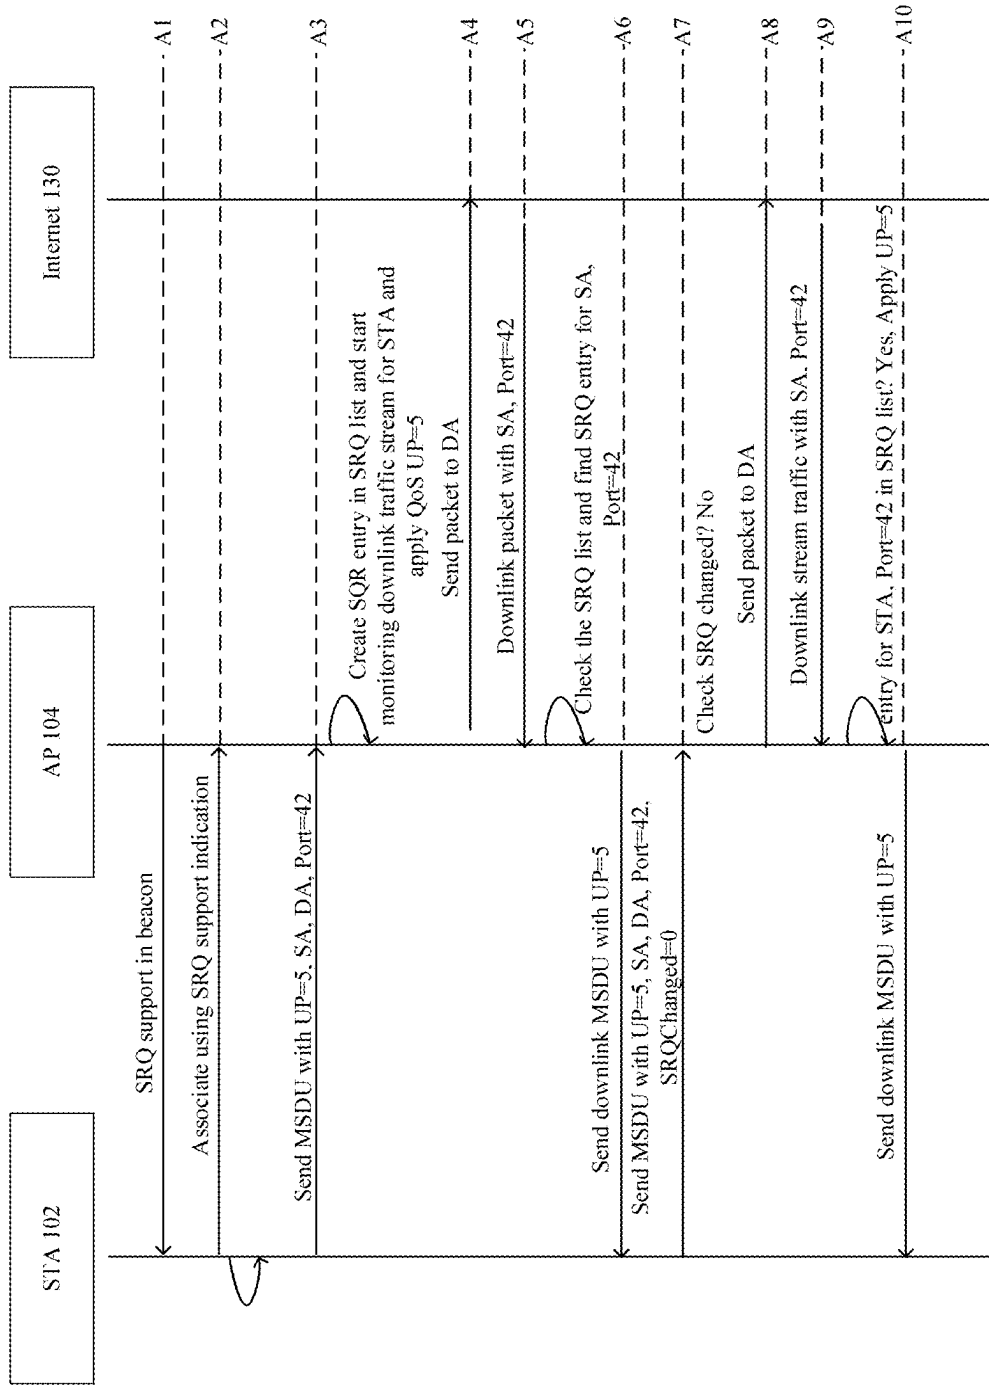 STA 102
AP 104
Internet 130
SRQ support in beacon
A1
Associate using SRQ support indication
A2
Send MSDU with UP=5. SA, DA, Port=42
A3
Create SQR entry in SRQ list and start
monitoring downlink traffic stream for STA and
apply QoS UP=5
Send packet to DA
A4
Downlink packet with SA, Port=42
A5
Check the SRQ list and find SRQ entry for SA,
Port=42
Send downlink MSDU with UP=5
A6
Send MSDU with UP=5, SA, DA, Port=42.
SRQChanged=0
A7
Check SRQ changed? No
Send packet to DA
A8
Downlink stream traffic with SA. Port=42
A9
entry for STA, Port=42 in SRQ list? Yes, Apply UP=5
Send downlink MSDU with UP=5
A10